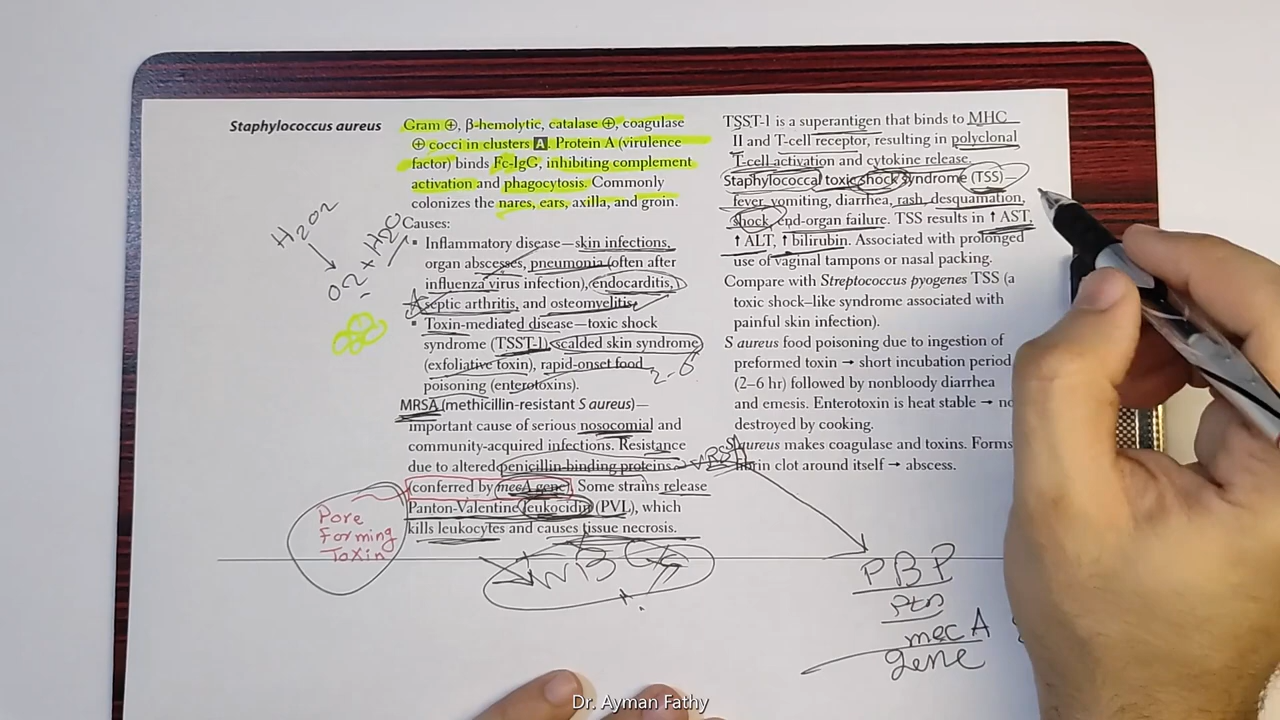 Staphylococcus aureus
Gram ⊕, β-hemolytic, catalase ⊕, coagulase
⊕ cocci in clusters A. Protein A (virulence
factor) binds Fc-IgG, inhibiting complement
activation and phagocytosis. Commonly
colonizes the nares, ears, axilla, and groin.
Causes:
▪ Inflammatory disease—skin infections,
organ abscesses, pneumonia (often after
influenza virus infection), endocarditis,
septic arthritis, and osteomyelitis.
▪ Toxin-mediated disease—toxic shock
syndrome (TSST-1), scalded skin syndrome
(exfoliative toxin), rapid-onset food
poisoning (enterotoxins).
MRSA (methicillin-resistant S aureus)—
important cause of serious nosocomial and
community-acquired infections. Resistance
due to altered penicillin-binding proteins
(conferred by mecA gene). Some strains release
Panton-Valentine leukocidin (PVL), which
kills leukocytes and causes tissue necrosis.
H2O2
O2 + H2O
2-6
Pore
Forming
Toxin
WBCs
TSST-1 is a superantigen that binds to MHC
II and T-cell receptor, resulting in polyclonal
T-cell activation and cytokine release.
Staphylococcal toxic shock syndrome (TSS)—
fever, vomiting, diarrhea, rash, desquamation,
shock, end-organ failure. TSS results in ↑ AST,
↑ ALT, ↑ bilirubin. Associated with prolonged
use of vaginal tampons or nasal packing.
Compare with Streptococcus pyogenes TSS (a
toxic shock–like syndrome associated with
painful skin infection).
S aureus food poisoning due to ingestion of
preformed toxin → short incubation period
(2–6 hr) followed by nonbloody diarrhea
and emesis. Enterotoxin is heat stable → no
destroyed by cooking.
S aureus makes coagulase and toxins. Forms
fibrin clot around itself → abscess.
PBP
ptn
mecA
gene
Dr. Ayman Fathy